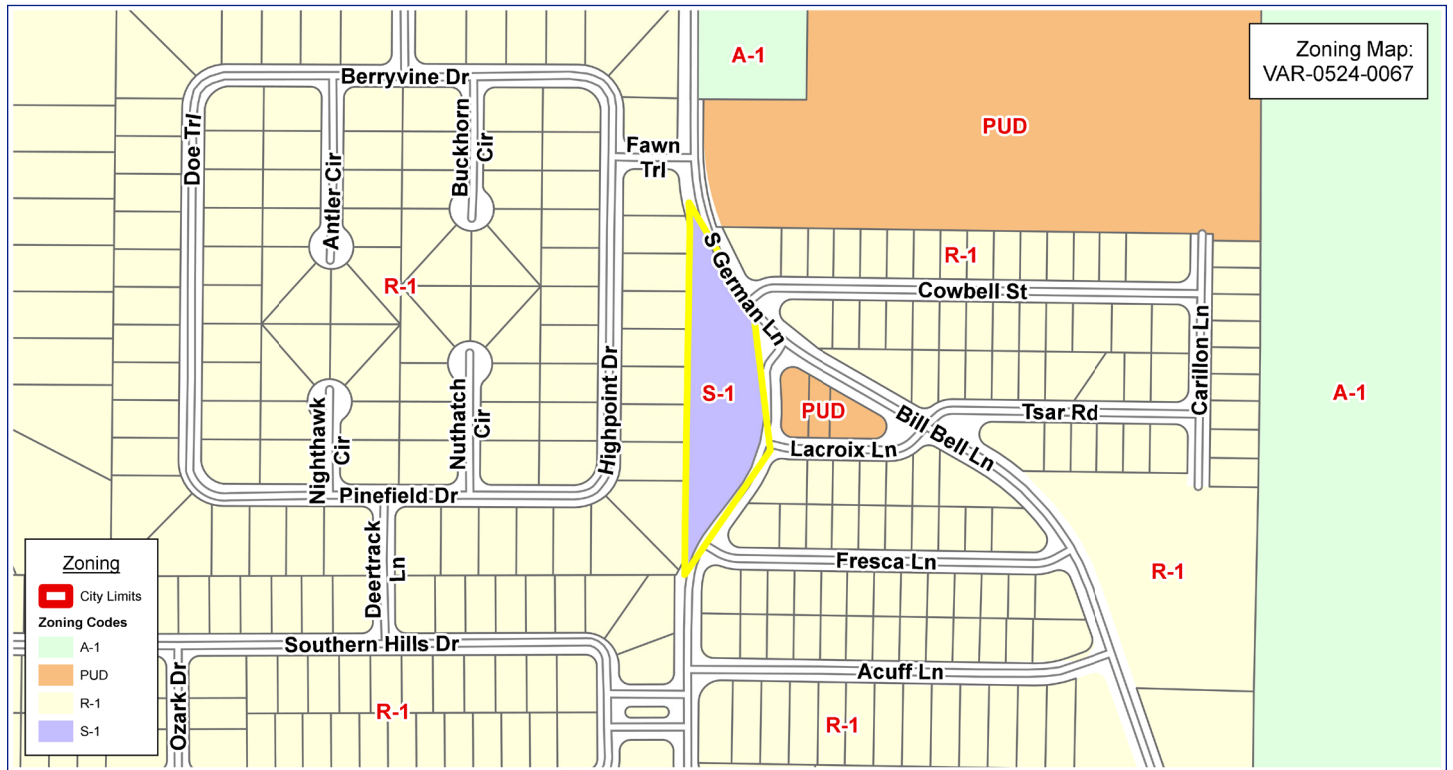 Zoning Map:
VAR-0524-0067
A-1
PUD
Berryvine Dr
Doe Trl
Antler Cir
Buckhorn
Cir
Fawn
Trl
R-1
S German Ln
R-1
Cowbell St
Carillon Ln
Highpoint Dr
S-1
PUD
Bill Bell Ln
Tsar Rd
A-1
Lacroix Ln
Nighthawk
Cir
Nuthatch
Cir
Pinefield Dr
Deertrack
Ln
Fresca Ln
R-1
Southern Hills Dr
Ozark Dr
R-1
Acuff Ln
R-1
Zoning
City Limits
Zoning Codes
A-1
PUD
R-1
S-1